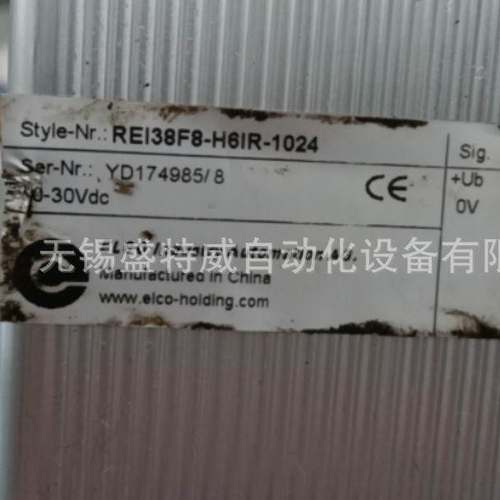 Style-Nr.: REI38F8-H6IR-1024
Sig.
Ser-Nr.: YD174985/8
+Ub
0-30Vdc
CE
0V
无锡盛特威自动化设备有限
Manufactured in China
www.elco-holding.com